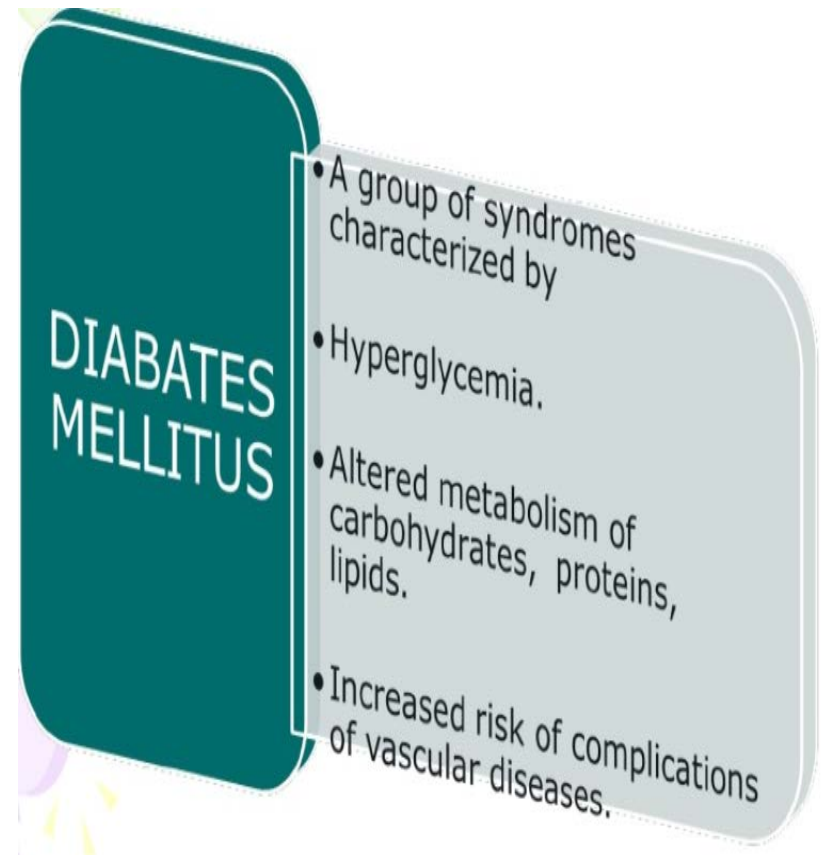 DIABATES
MELLITUS
•A group of syndromes
characterized by
•Hyperglycemia.
•Altered metabolism of
carbohydrates, proteins,
lipids.
•Increased risk of complications
of vascular diseases.